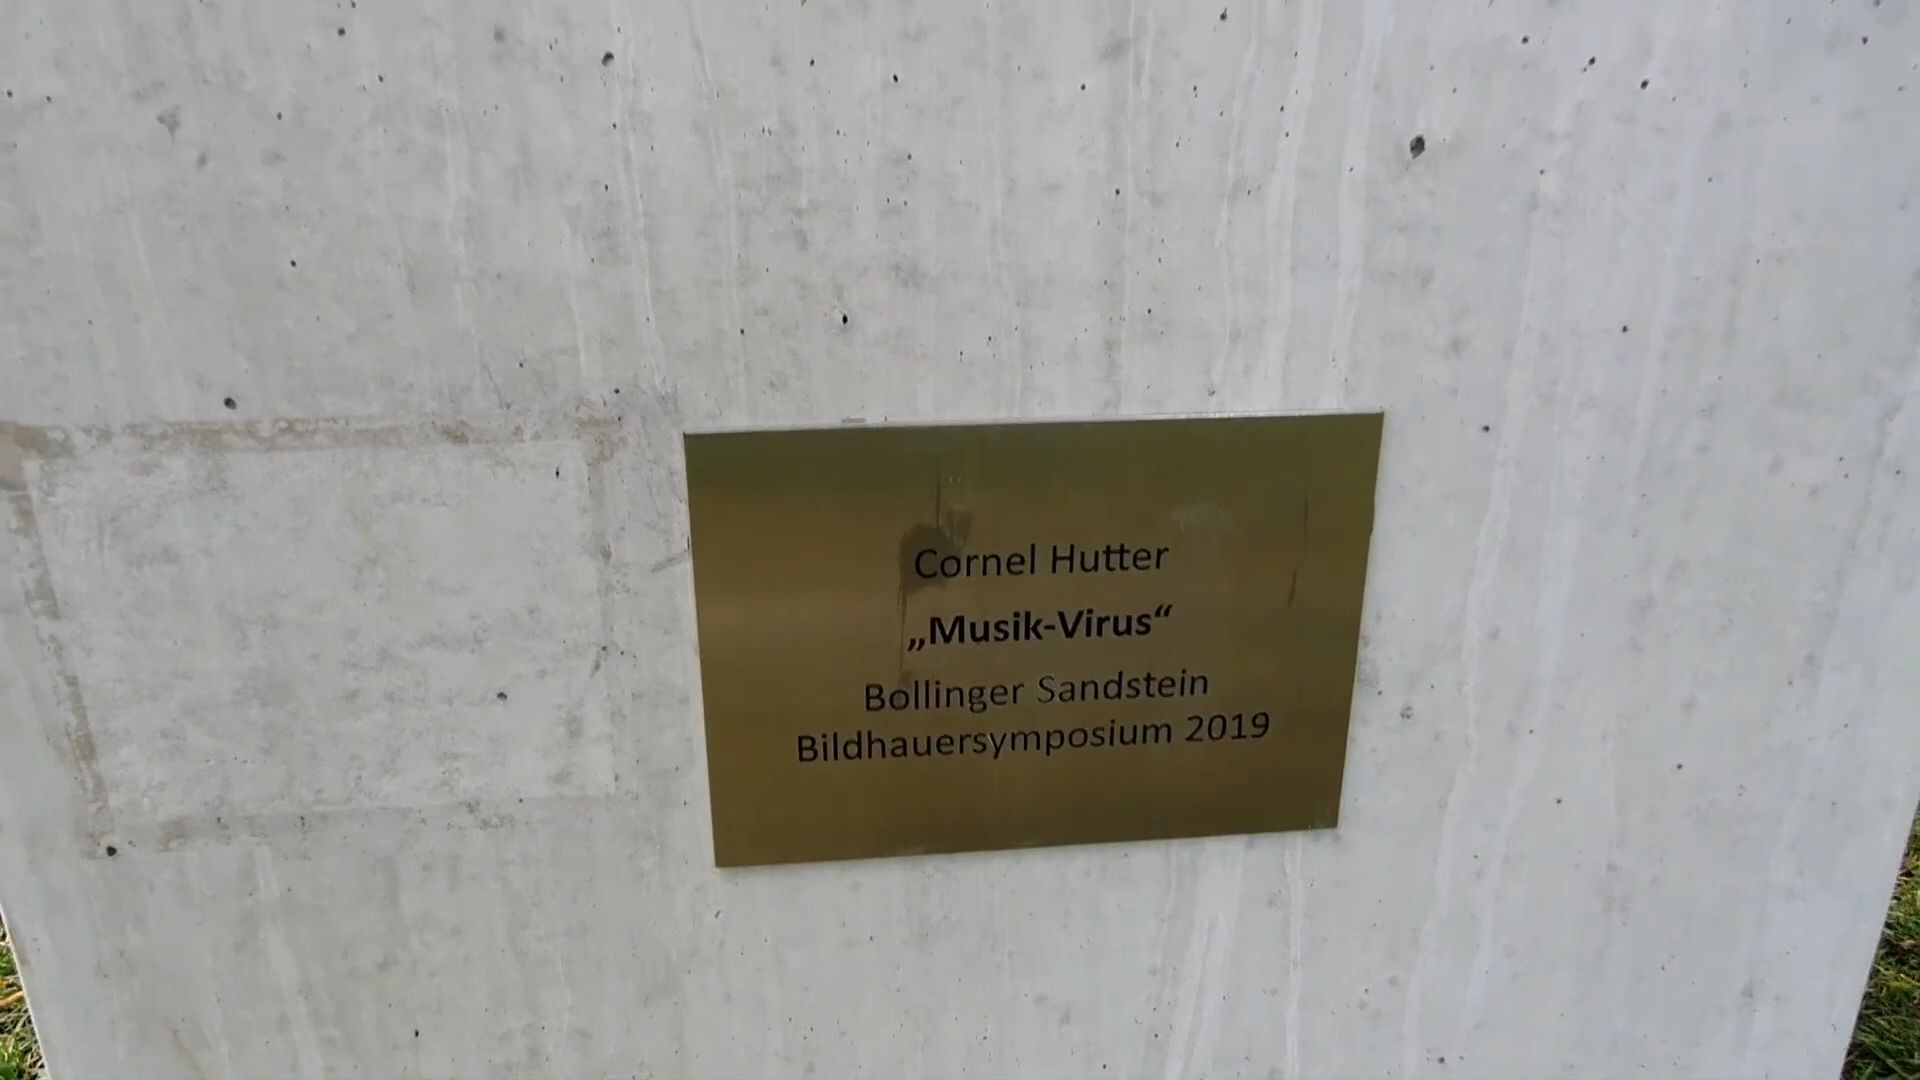 Cornel Hutter
„Musik-Virus“
Bollinger Sandstein
Bildhauersymposium 2019